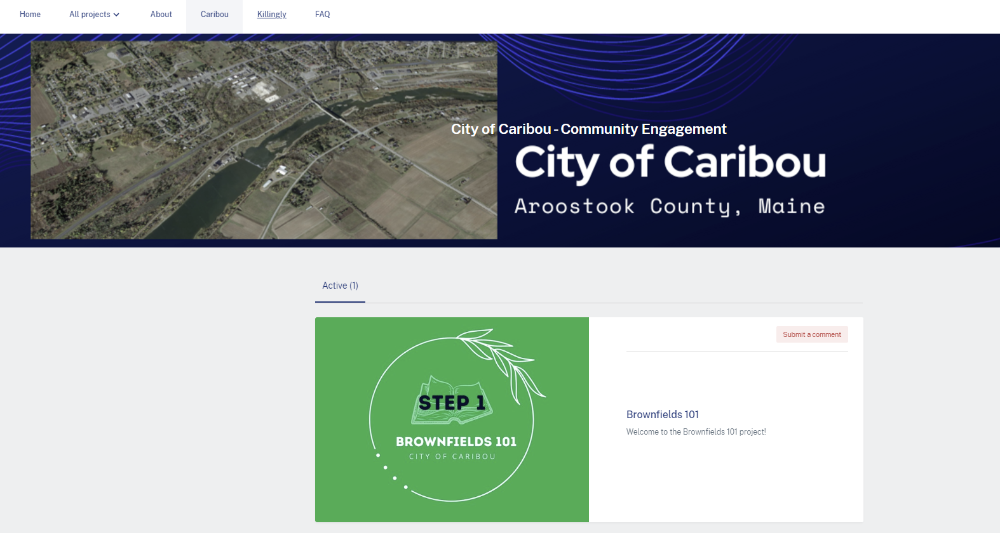 Home All projects About Caribou Killingly FAQ
City of Caribou - Community Engagement
City of Caribou
Aroostook County, Maine
Active (1)
STEP 1
BROWNFIELDS 101
CITY OF CARIBOU
Submit a comment
Brownfields 101
Welcome to the Brownfields 101 project!